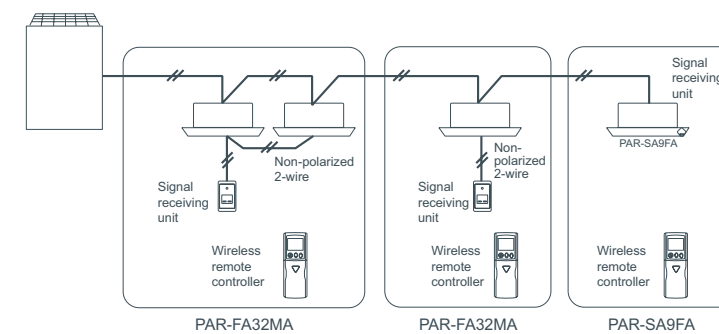 Signal
receiving
unit
PAR-SA9FA
Non-polarized
2-wire
Non-
polarized
2-wire
Signal
receiving
unit
Signal
receiving
unit
Wireless
remote
controller
Wireless
remote
controller
Wireless
remote
controller
PAR-FA32MA
PAR-FA32MA
PAR-SA9FA